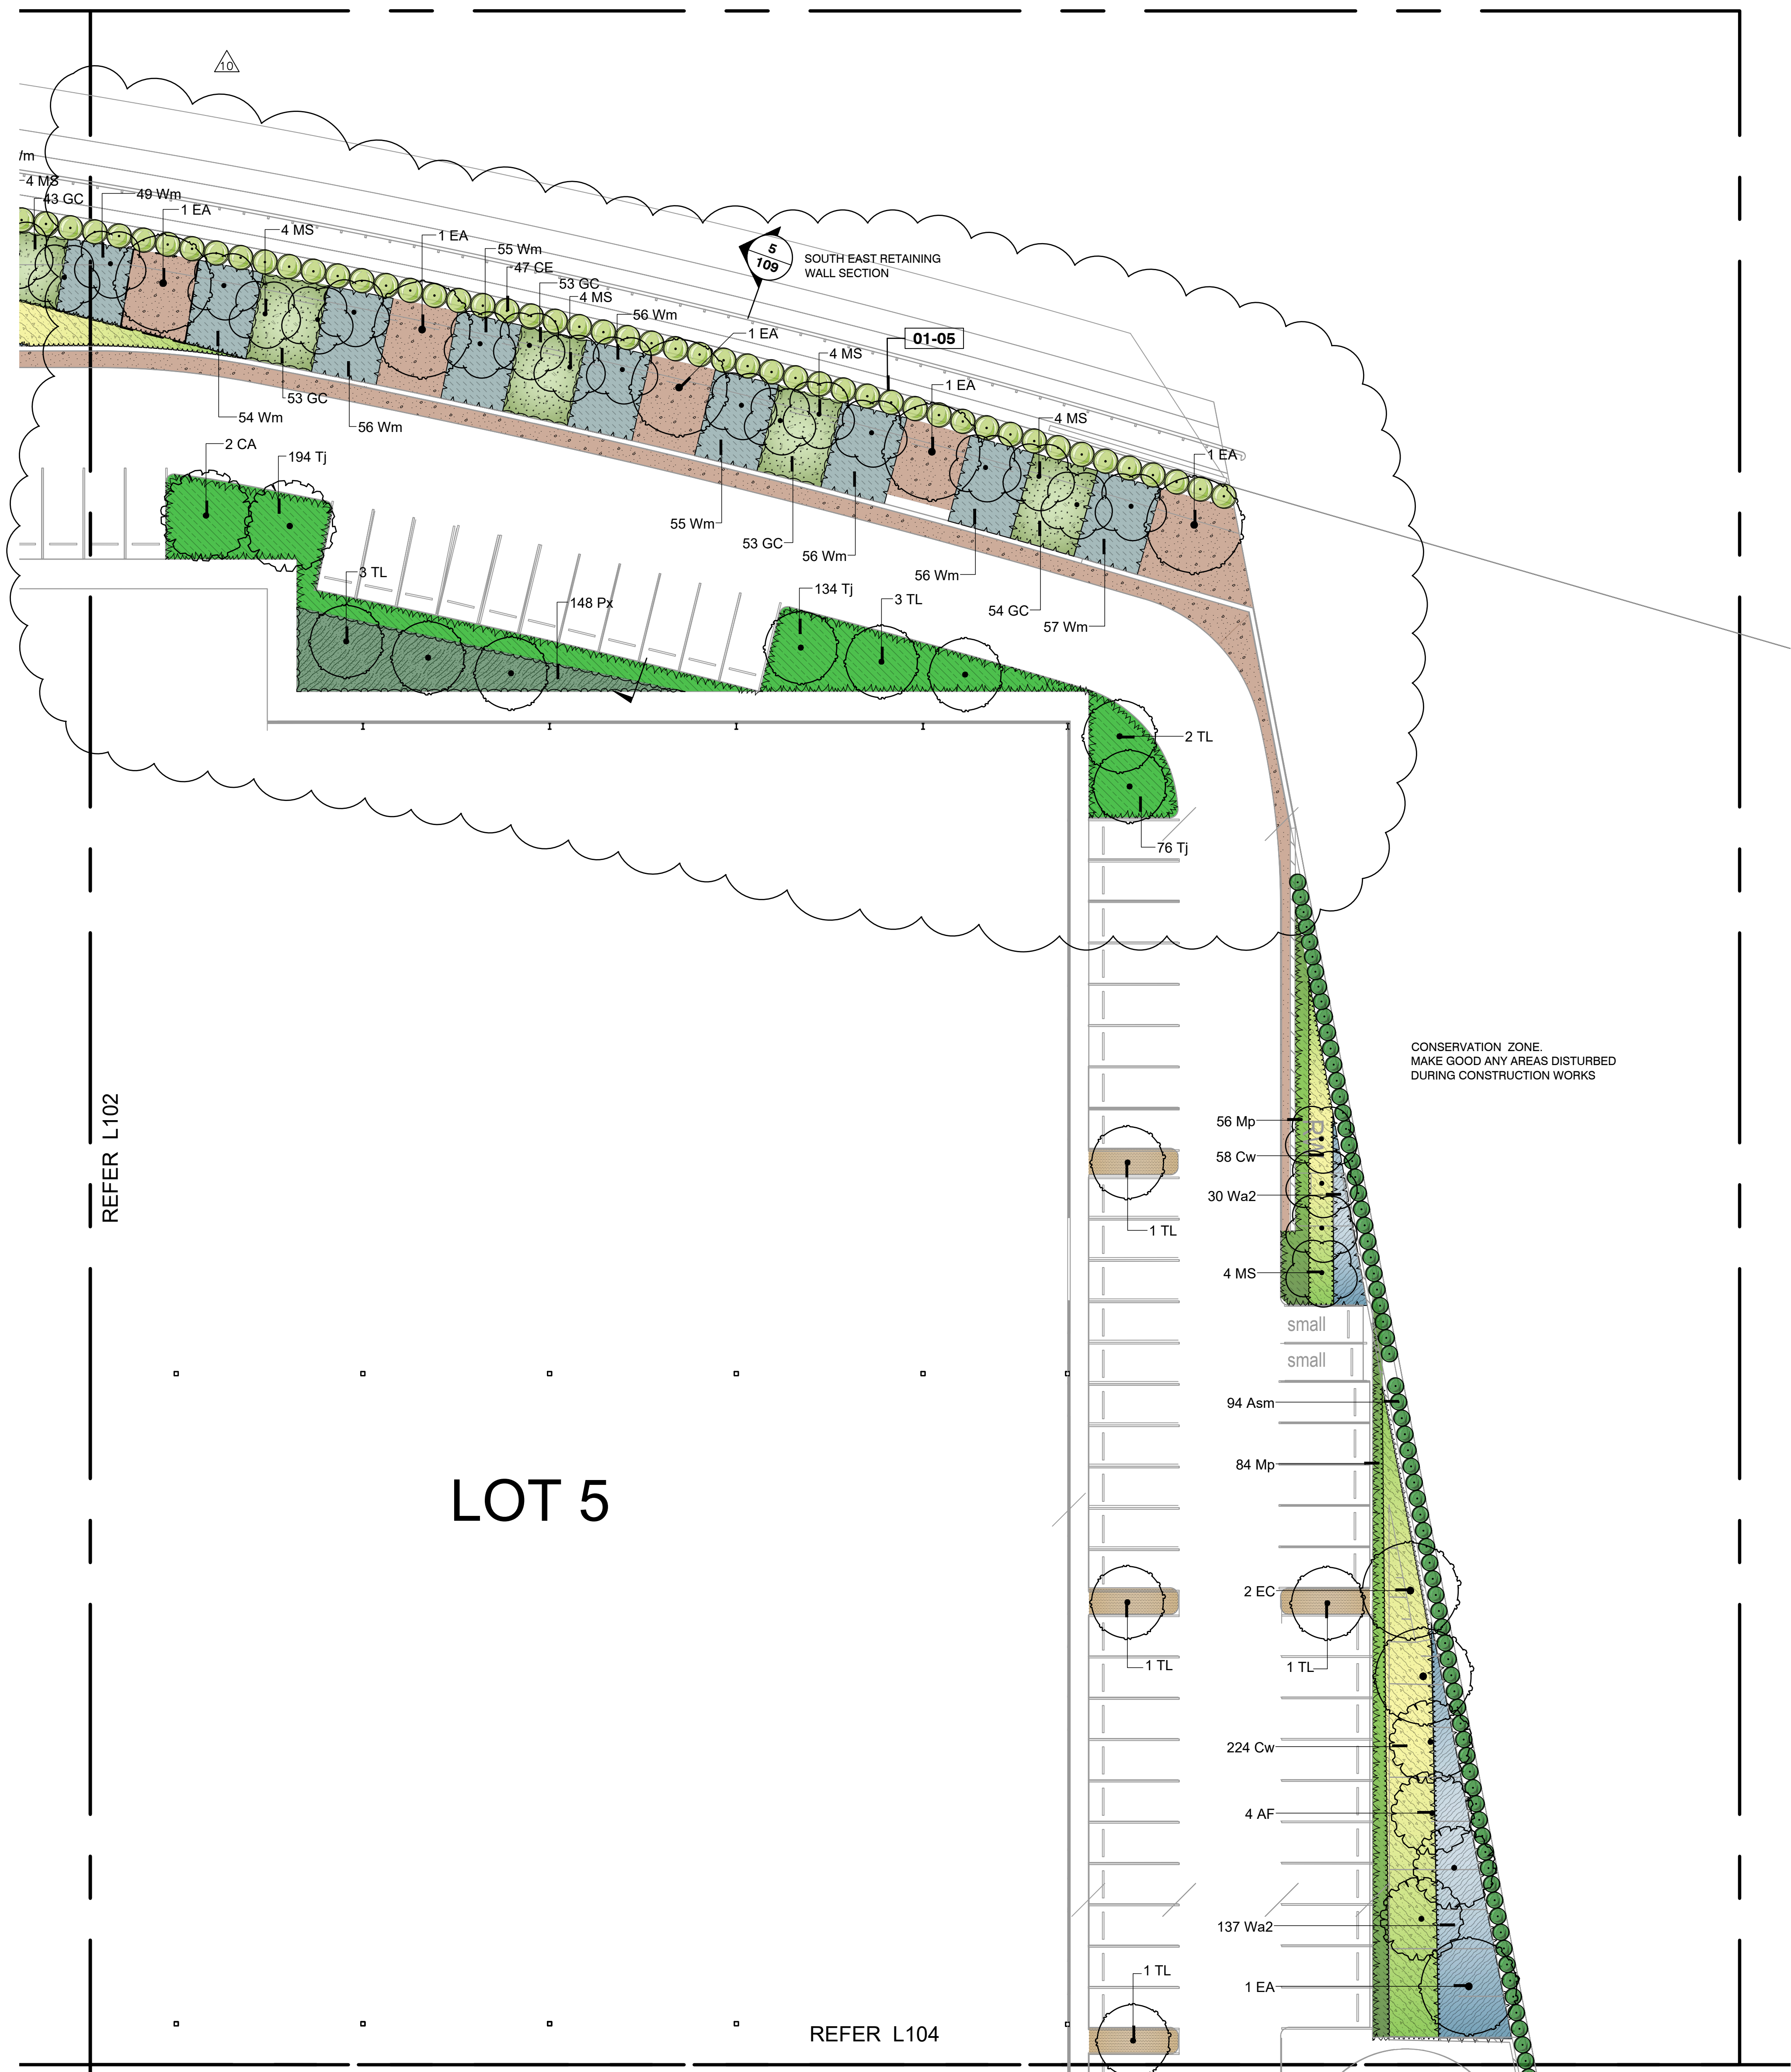 10
/m
4 MS
43 GC
49 Wm
1 EA
4 MS
1 EA
55 Wm
47 CE
53 GC
4 MS
56 Wm
1 EA
5
109
SOUTH EAST RETAINING
WALL SECTION
01-05
4 MS
1 EA
4 MS
1 EA
53 GC
54 Wm
56 Wm
2 CA
194 Tj
55 Wm
53 GC
56 Wm
56 Wm
54 GC
57 Wm
3 TL
148 Px
134 Tj
3 TL
2 TL
76 Tj
CONSERVATION ZONE.
MAKE GOOD ANY AREAS DISTURBED
DURING CONSTRUCTION WORKS
REFER L102
56 Mp
58 Cw
30 Wa2
1 TL
4 MS
small
small
94 Asm
84 Mp
LOT 5
2 EC
1 TL
1 TL
224 Cw
4 AF
137 Wa2
1 TL
1 EA
REFER L104